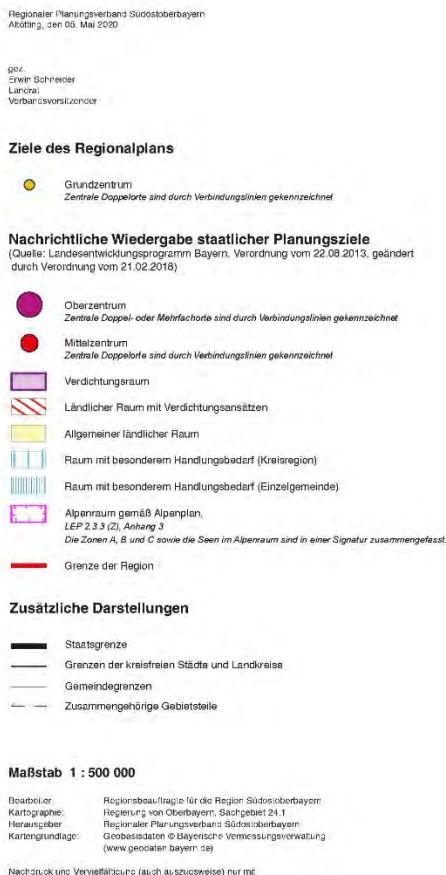 Regionaler Planungsverband Südostoberbayern
Altötting, den 05. Mai 2020
gez.
Erwin Schneider
Landrat
Verbandsvorsitzender
Ziele des Regionalplans
Grundzentrum
Zentrale Doppelorte sind durch Verbindungslinien gekennzeichnet
Nachrichtliche Wiedergabe staatlicher Planungsziele
(Quelle: Landesentwicklungsprogramm Bayern, Verordnung vom 22.08.2013, geändert
durch Verordnung vom 21.02.2018)
Oberzentrum
Zentrale Doppel- oder Mehrfachorte sind durch Verbindungslinien gekennzeichnet
Mittelzentrum
Zentrale Doppelorte sind durch Verbindungslinien gekennzeichnet
Verdichtungsraum
Ländlicher Raum mit Verdichtungsansätzen
Allgemeiner ländlicher Raum
Raum mit besonderem Handlungsbedarf (Kreisregion)
Raum mit besonderem Handlungsbedarf (Einzelgemeinde)
Alpenraum gemäß Alpenplan,
LEP 2.3.3 (Z), Anhang 3
Die Zonen A, B und C sowie die Seen im Alpenraum sind in einer Signatur zusammengefasst.
Grenze der Region
Zusätzliche Darstellungen
Staatsgrenze
Grenzen der kreisfreien Städte und Landkreise
Gemeindegrenzen
Zusammengehörige Gebietsteile
Maßstab 1 : 500 000
Bearbeiter: Regionsbeauftragte für die Region Südostoberbayern
Kartographie: Regierung von Oberbayern, Sachgebiet 24.1
Herausgeber: Regionaler Planungsverband Südostoberbayern
Kartengrundlage: Geobasisdaten © Bayerische Vermessungsverwaltung
(www.geodaten.bayern.de)
Nachdruck und Vervielfältigung (auch auszugsweise) nur mit